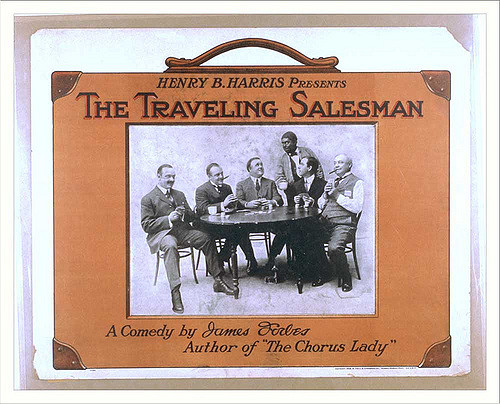 HENRY B. HARRIS PRESENTS
THE TRAVELING SALESMAN
A Comedy by James Forbes
Author of "The Chorus Lady"